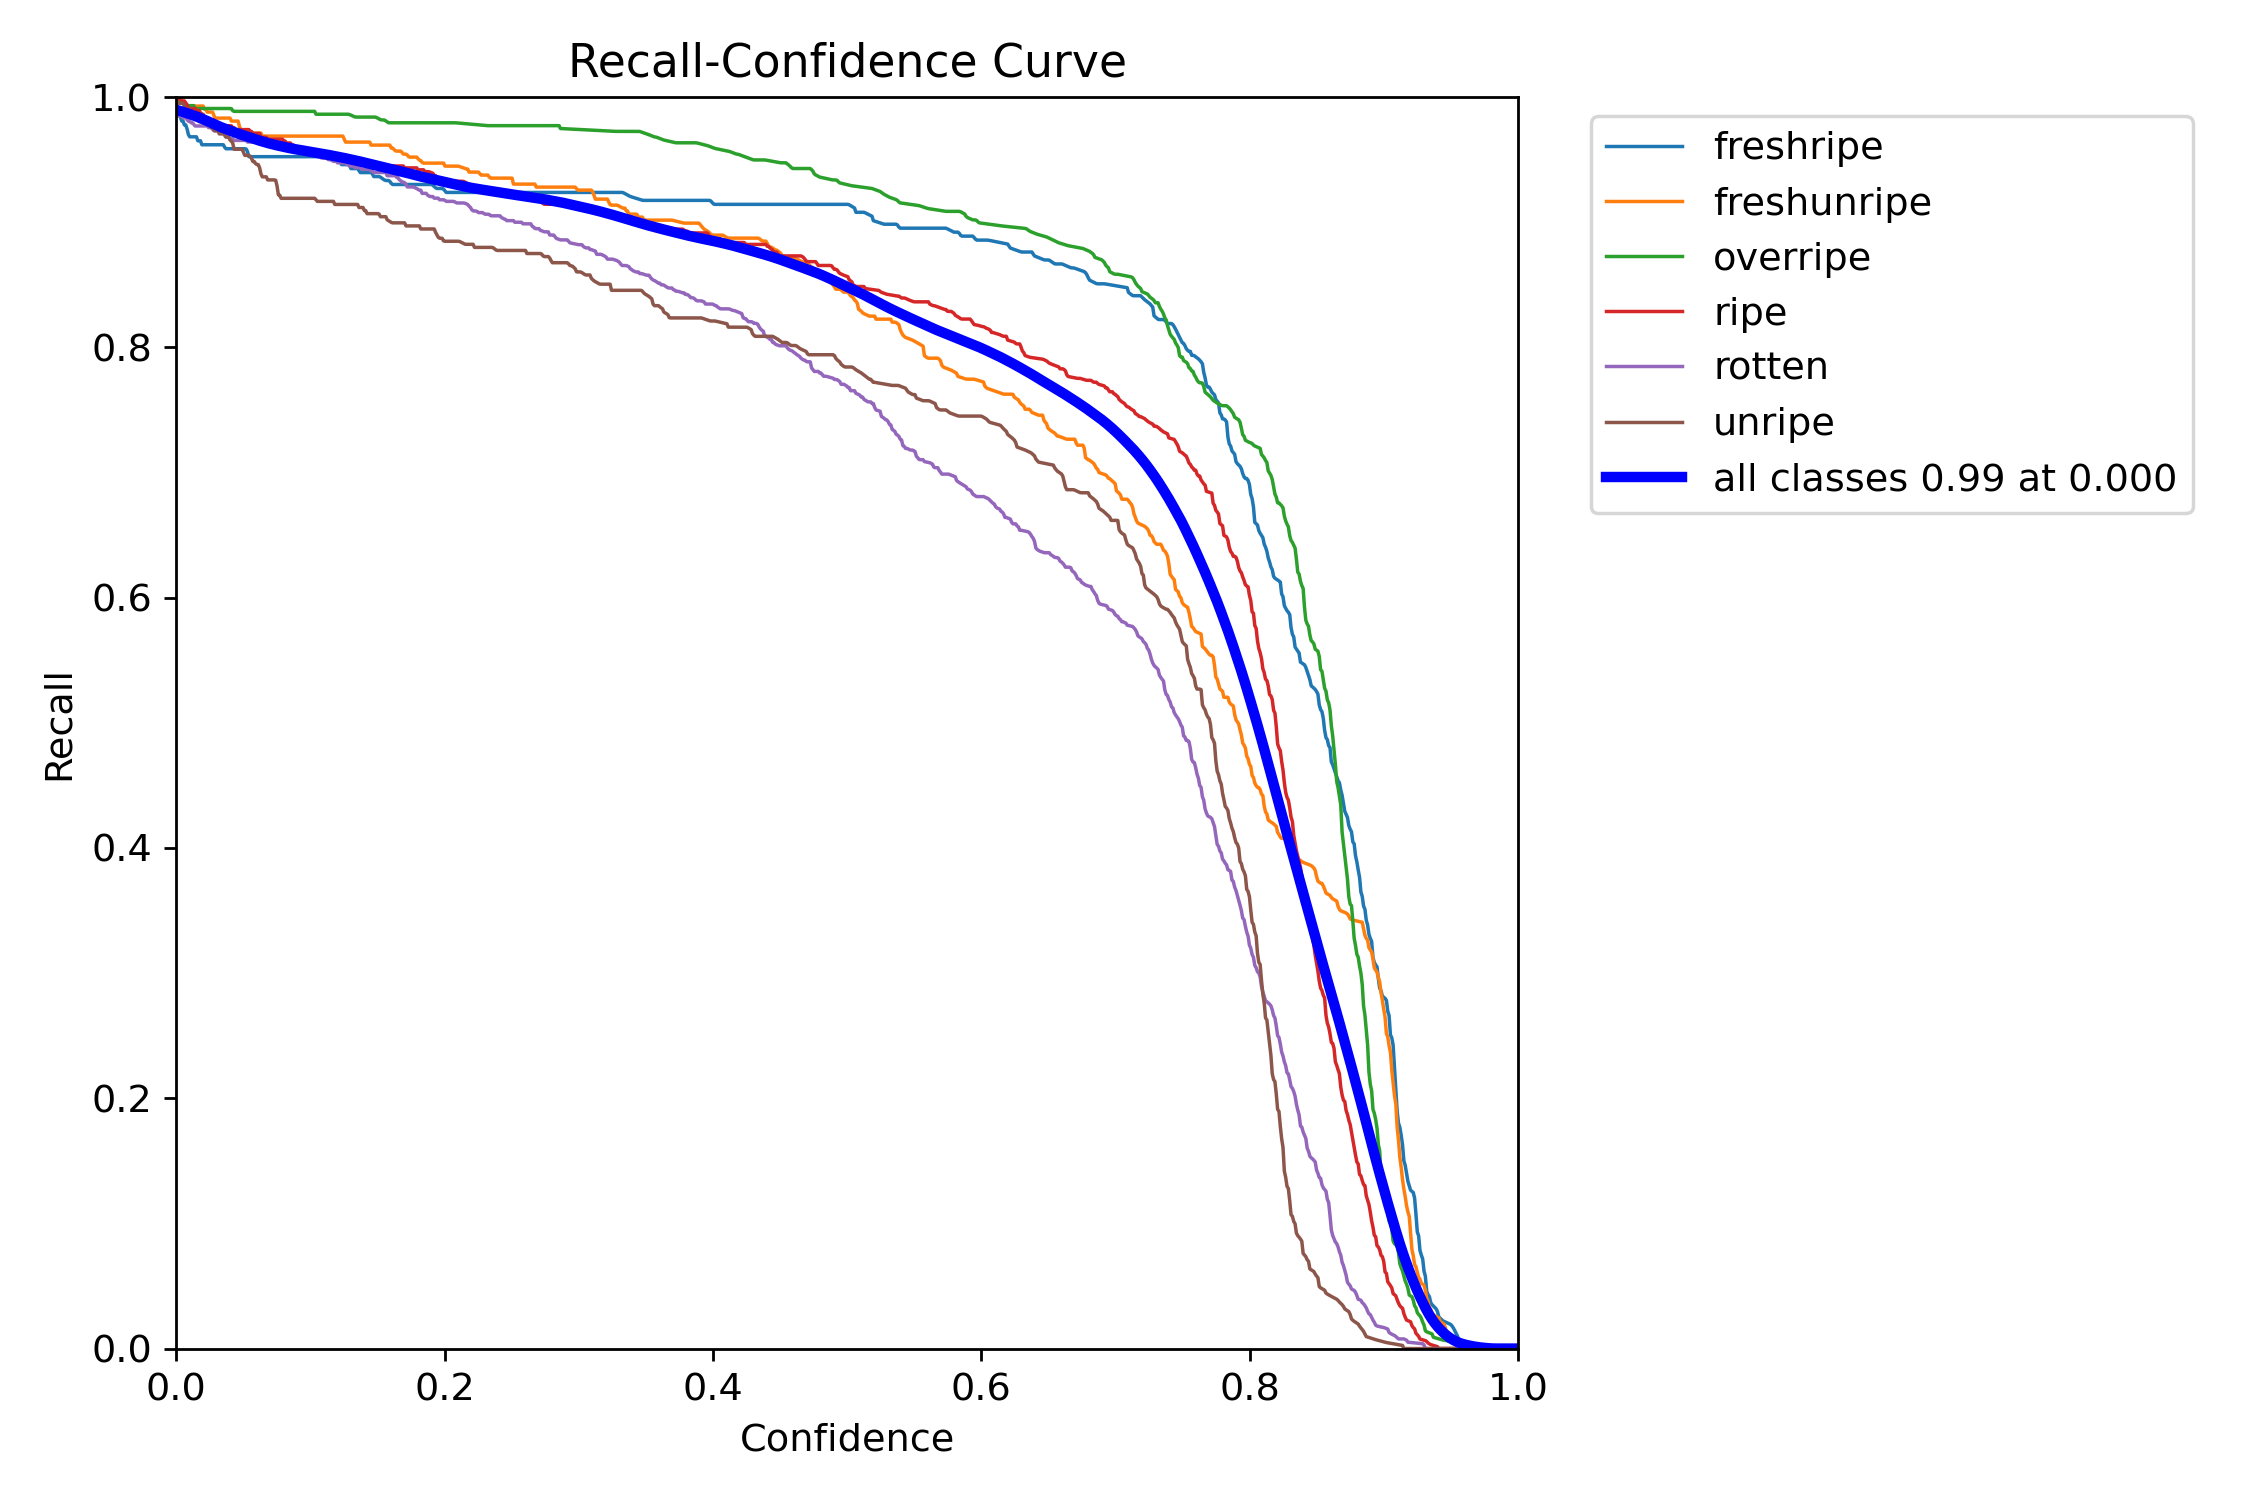 Recall-Confidence Curve
1.0
0.8
0.6
0.4
0.2
0.0
Recall
0.0 0.2 0.4 0.6 0.8 1.0
Confidence
freshripe
freshunripe
overripe
ripe
rotten
unripe
all classes 0.99 at 0.000